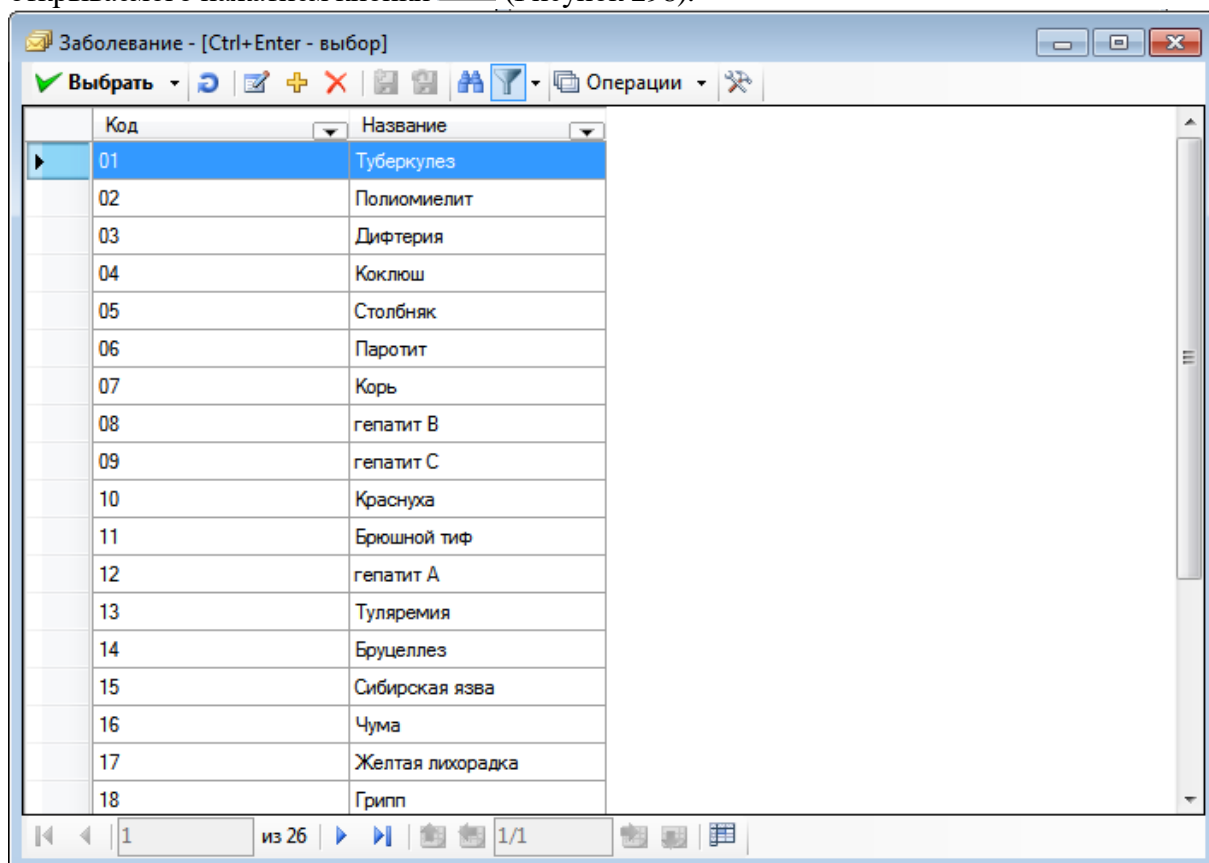 (Рисунок 298).
Заболевание - [Ctrl+Enter - выбор]
Выбрать Операции
Код Название
01 Туберкулез
02 Полиомиелит
03 Дифтерия
04 Коклюш
05 Столбняк
06 Паротит
07 Корь
08 гепатит В
09 гепатит С
10 Краснуха
11 Брюшной тиф
12 гепатит А
13 Туляремия
14 Бруцеллез
15 Сибирская язва
16 Чума
17 Желтая лихорадка
18 Грипп
1 из 26 1/1